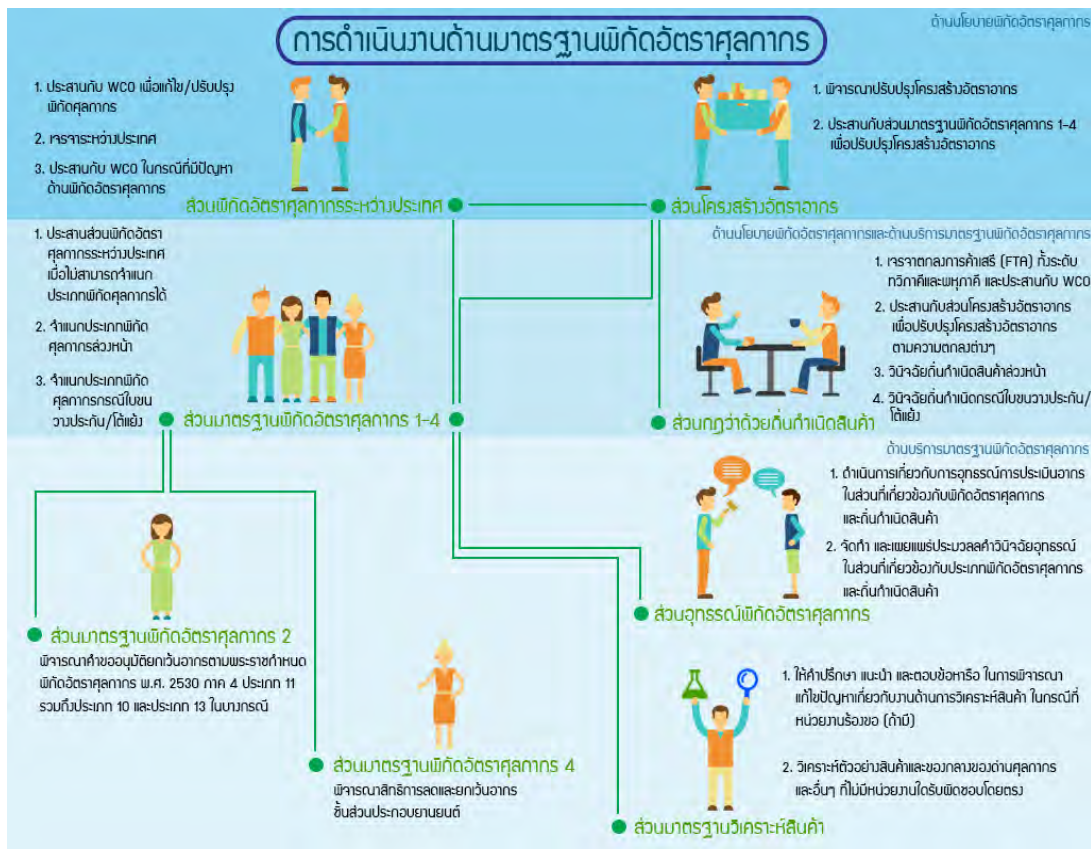 ด้านนโยบายพิกัดอัตราศุลกากร
การดำเนินงานด้านมาตรฐานพิกัดอัตราศุลกากร
1. ประสานกับ WCO เพื่อแก้ไข/ปรับปรุง
พิกัดศุลกากร
2. เจรจาระหว่างประเทศ
3. ประสานกับ WCO ในกรณีที่มีปัญหา
ด้านพิกัดอัตราศุลกากร
ส่วนพิกัดอัตราศุลกากรระหว่างประเทศ
1. พิจารณาปรับปรุงโครงสร้างอัตราอากร
2. ประสานกับส่วนมาตรฐานพิกัดอัตราศุลกากร 1-4
เพื่อปรับปรุงโครงสร้างอัตราอากร
ส่วนโครงสร้างอัตราอากร
1. ประสานส่วนพิกัดอัตรา
ศุลกากรระหว่างประเทศ
เมื่อไม่สามารถจำแนก
ประเภทพิกัดศุลกากรได้
2. จำแนกประเภทพิกัด
ศุลกากรล่วงหน้า
3. จำแนกประเภทพิกัด
ศุลกากรกรณีใบขน
วางประกัน/โต้แย้ง
ส่วนมาตรฐานพิกัดอัตราศุลกากร 1-4
ด้านนโยบายพิกัดอัตราศุลกากรและด้านบริการมาตรฐานพิกัดอัตราศุลกากร
1. เจรจาตกลงการค้าเสรี (FTA) ทั้งระดับ
ทวิภาคีและพหุภาคี และประสานกับ WCO
2. ประสานกับส่วนโครงสร้างอัตราอากร
เพื่อปรับปรุงโครงสร้างอัตราอากร
ตามความตกลงต่างๆ
3. วินิจฉัยถิ่นกำเนิดสินค้าล่วงหน้า
4. วินิจฉัยถิ่นกำเนิดกรณีใบขนวางประกัน/
โต้แย้ง
ส่วนกฎว่าด้วยถิ่นกำเนิดสินค้า
ด้านบริการมาตรฐานพิกัดอัตราศุลกากร
1. ดำเนินการเกี่ยวกับการอุทธรณ์การประเมินอากร
ในส่วนที่เกี่ยวข้องกับพิกัดอัตราศุลกากร
และถิ่นกำเนิดสินค้า
2. จัดทำ และเผยแพร่ประมวลคำวินิจฉัยอุทธรณ์
ในส่วนที่เกี่ยวข้องกับประเภทพิกัดอัตราศุลกากร
และถิ่นกำเนิดสินค้า
ส่วนอุทธรณ์พิกัดอัตราศุลกากร
ส่วนมาตรฐานพิกัดอัตราศุลกากร 2
พิจารณาคำขออนุมัติยกเว้นอากรตามพระราชกำหนด
พิกัดอัตราศุลกากร พ.ศ. 2530 ภาค 4 ประเภท 11
รวมถึงประเภท 10 และประเภท 13 ในบางกรณี
ส่วนมาตรฐานพิกัดอัตราศุลกากร 4
พิจารณาสิทธิการลดและยกเว้นอากร
ชิ้นส่วนประกอบยานยนต์
1. ให้คำปรึกษา แนะนำ และตอบข้อหารือ ในการพิจารณา
แก้ไขปัญหาเกี่ยวกับงานด้านการวิเคราะห์สินค้า ในกรณีที่
หน่วยงานร้องขอ (ถ้ามี)
2. วิเคราะห์ตัวอย่างสินค้าและของกลางของด่านศุลกากร
และอื่นๆ ที่ไม่มีหน่วยงานใดรับผิดชอบโดยตรง
ส่วนมาตรฐานวิเคราะห์สินค้า